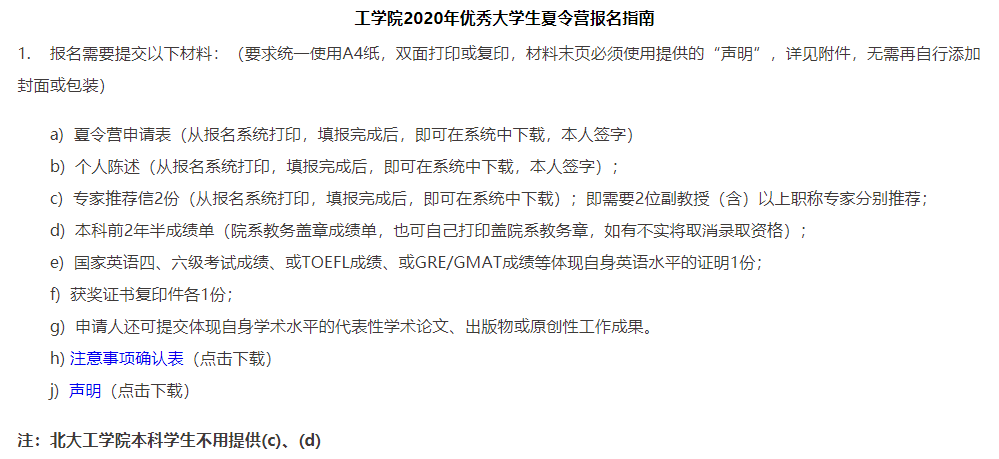 工学院2020年优秀大学生夏令营报名指南
1. 报名需要提交以下材料：（要求统一使用A4纸，双面打印或复印，材料末页必须使用提供的“声明”，详见附件，无需再自行添加
封面或包装）
a) 夏令营申请表（从报名系统打印，填报完成后，即可在系统中下载，本人签字）
b) 个人陈述（从报名系统打印，填报完成后，即可在系统中下载，本人签字）；
c) 专家推荐信2份（从报名系统打印，填报完成后，即可在系统中下载）；即需要2位副教授（含）以上职称专家分别推荐；
d) 本科前2年半成绩单（院系教务盖章成绩单，也可自己打印盖院系教务章，如有不实将取消录取资格）；
e) 国家英语四、六级考试成绩、或TOEFL成绩、或GRE/GMAT成绩等体现自身英语水平的证明1份；
f) 获奖证书复印件各1份；
g) 申请人还可提交体现自身学术水平的代表性学术论文、出版物或原创性工作成果。
h) 注意事项确认表（点击下载）
j) 声明（点击下载）
注：北大工学院本科学生不用提供(c)、(d)